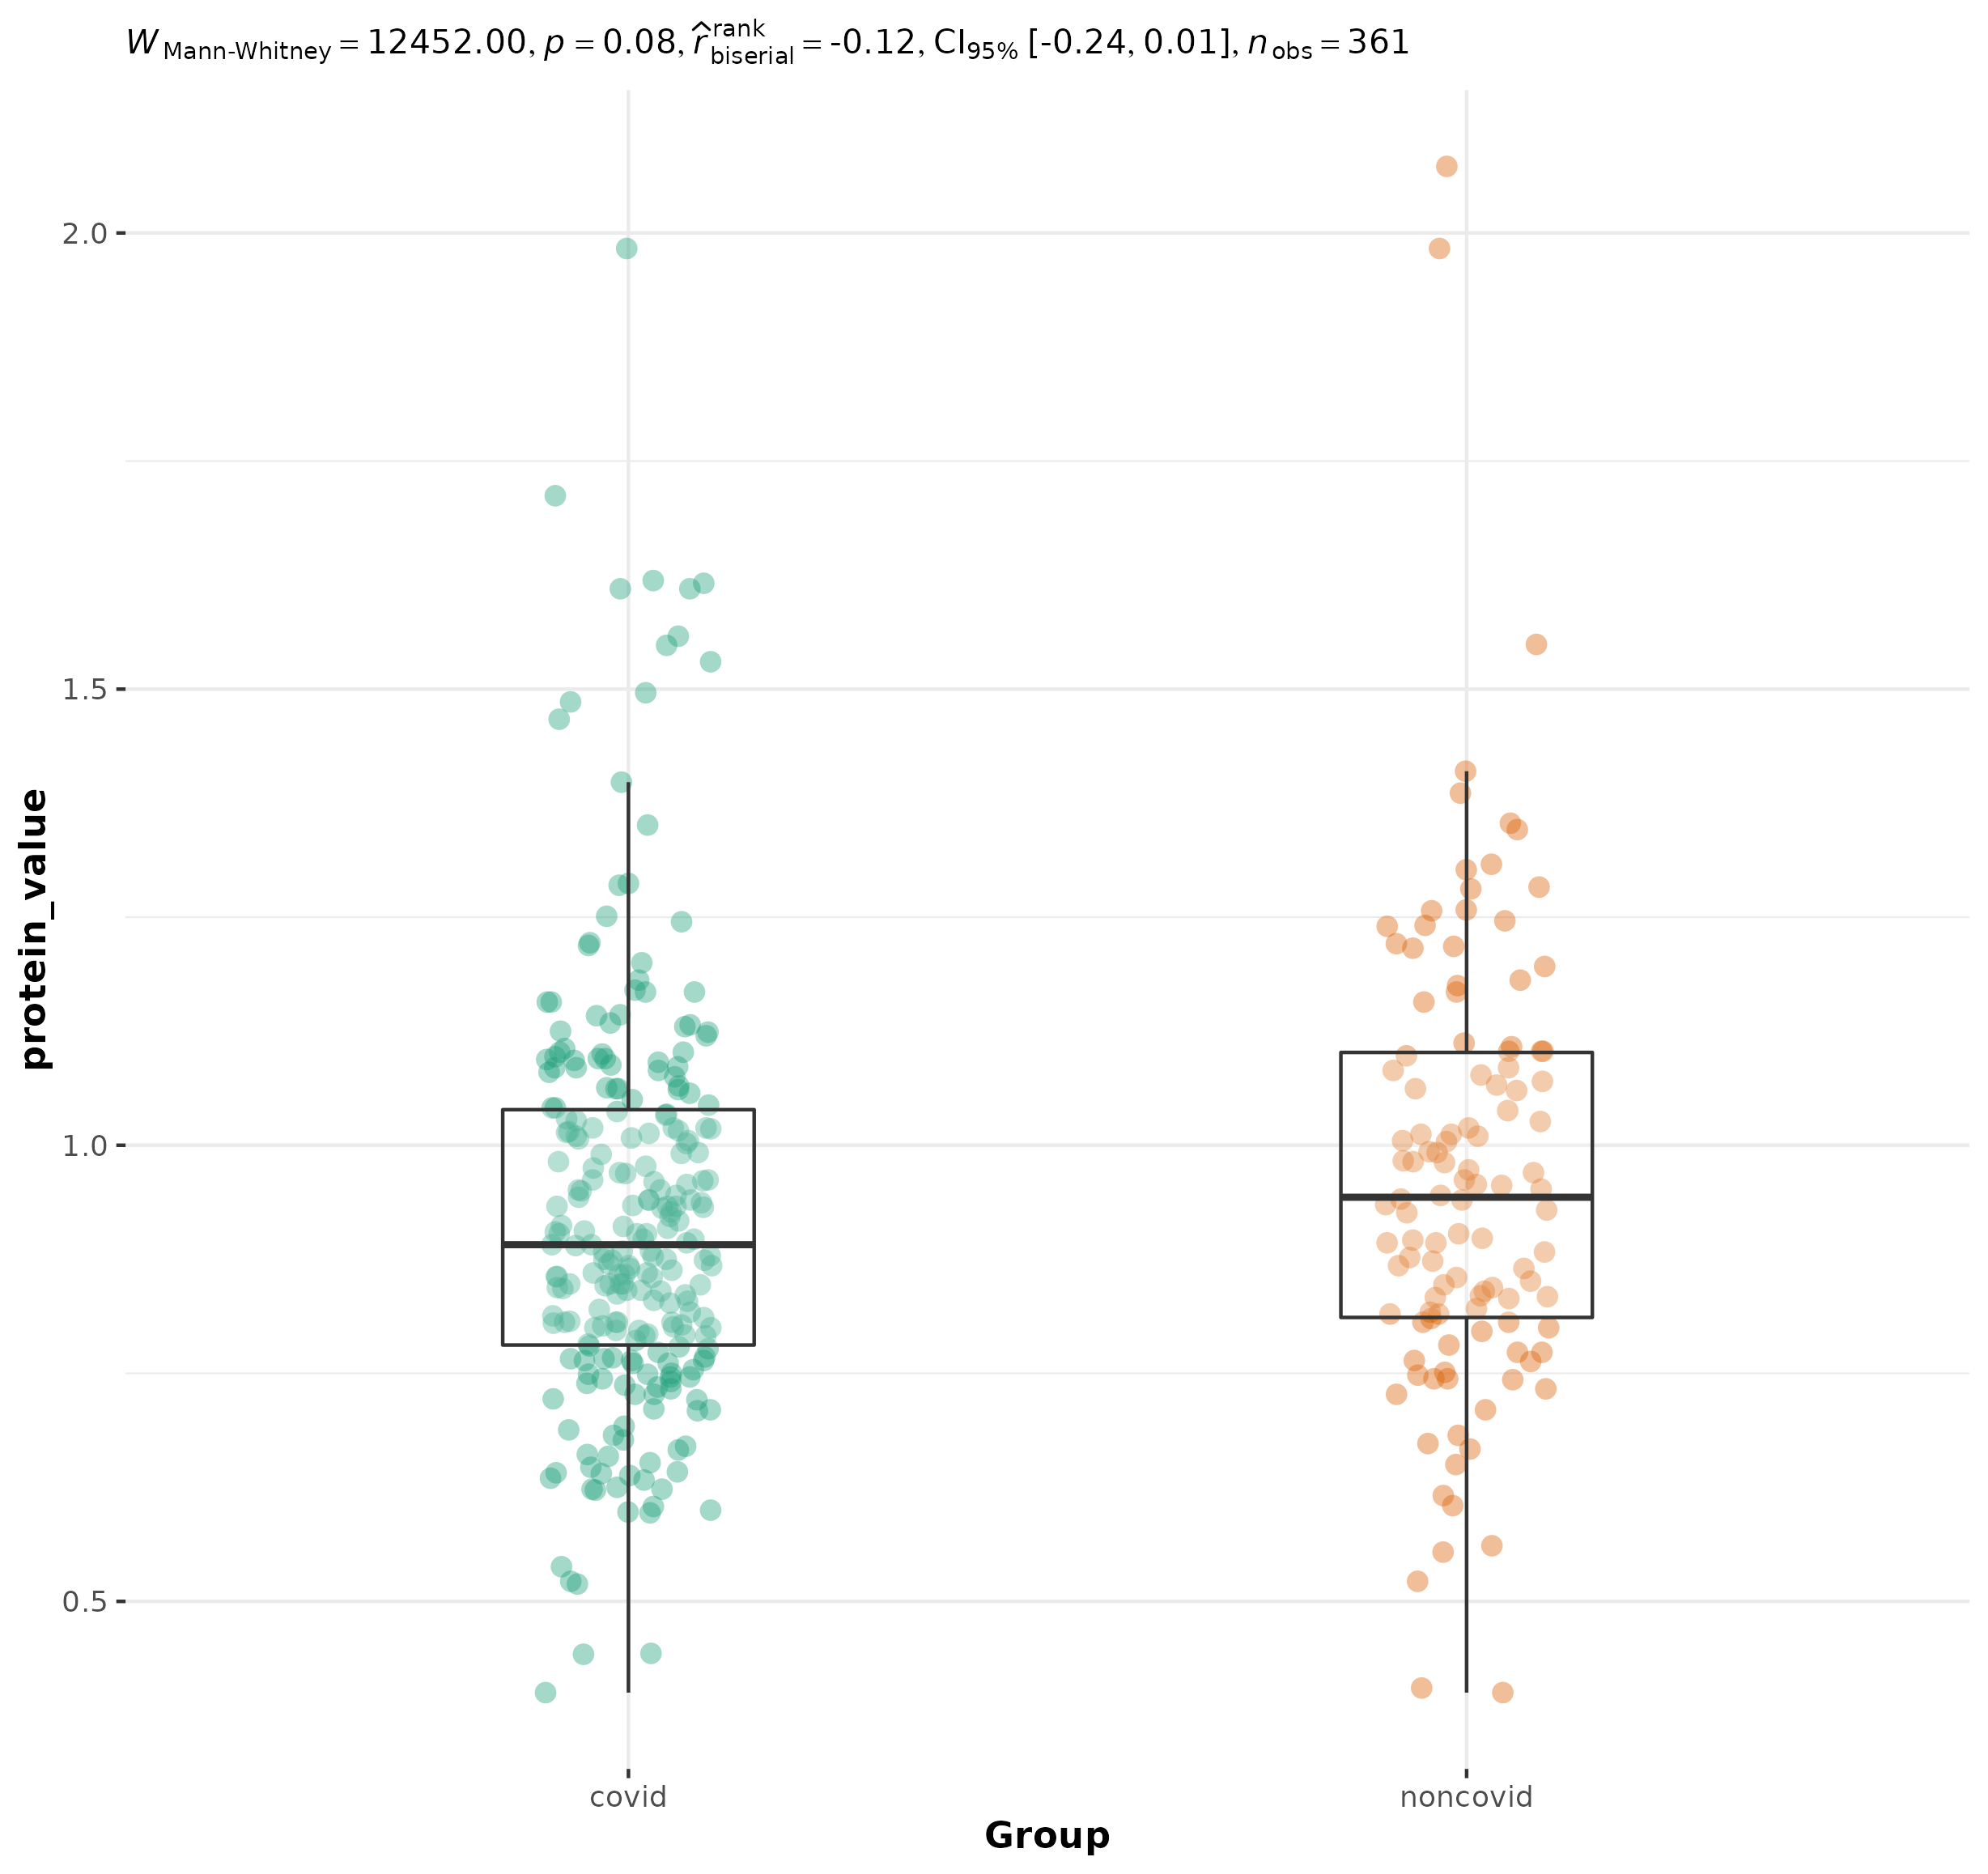 W Mann-Whitney = 12452.00, p = 0.08, r̂ rank biserial = -0.12, CI95% [-0.24, 0.01], n obs = 361
2.0
1.5
1.0
0.5
protein_value
covid noncovid
Group